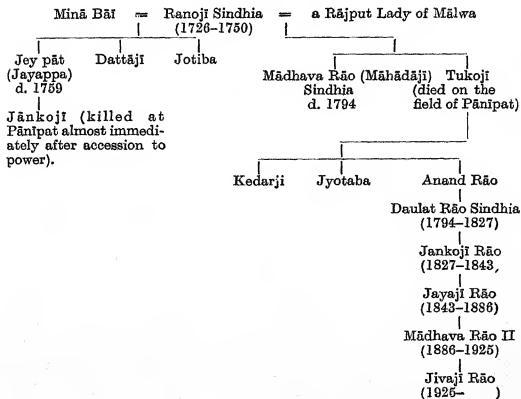 Minā Bāī = Ranojī Sindhia = a Rājput Lady of Mālwa
(1726–1750)
Jey pāt Dattājī Jotiba
(Jayappa)
d. 1759
Jānkojī (killed at
Pānīpat almost immedi-
ately after accession to
power).
Mādhava Rāo (Māhādājī) Tukojī
Sindhia (died on the
d. 1794 field of Pānīpat)
Kedarji Jyotaba Anand Rāo
Daulat Rāo Sindhia
(1794–1827)
Jankojī Rāo
(1827–1843,
Jayajī Rāo
(1843–1886)
Mādhava Rāo II
(1886–1925)
Jivajī Rāo
(1925– )